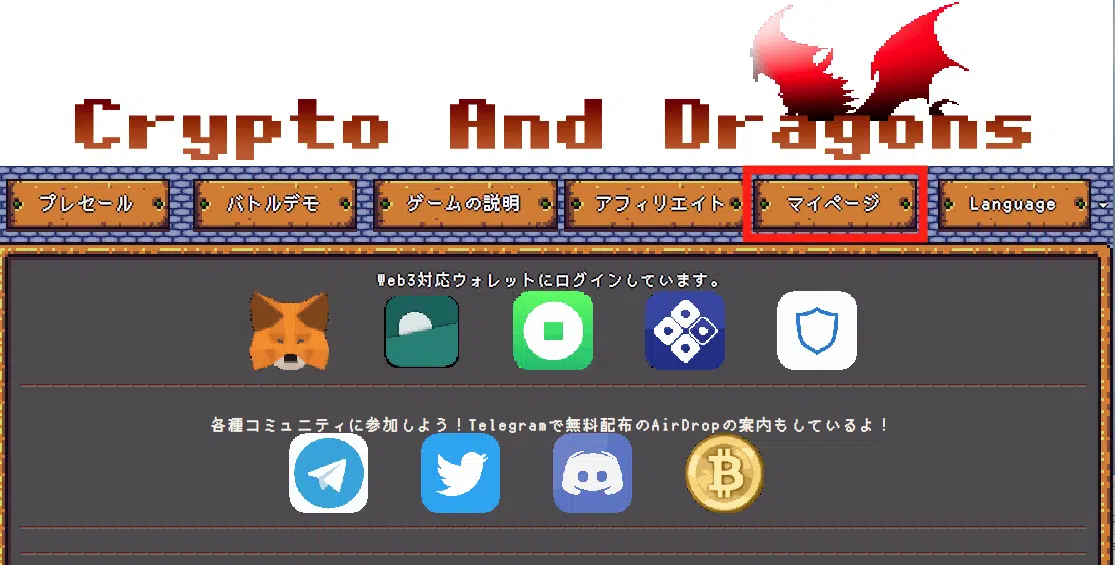 Crypto And Dragons
プレセール バトルデモ ゲームの説明 アフィリエイト マイページ Language
Web3対応ウォレットにログインしています。
各種コミュニティに参加しよう！Telegramで無料配布のAirDropの案内もしているよ！